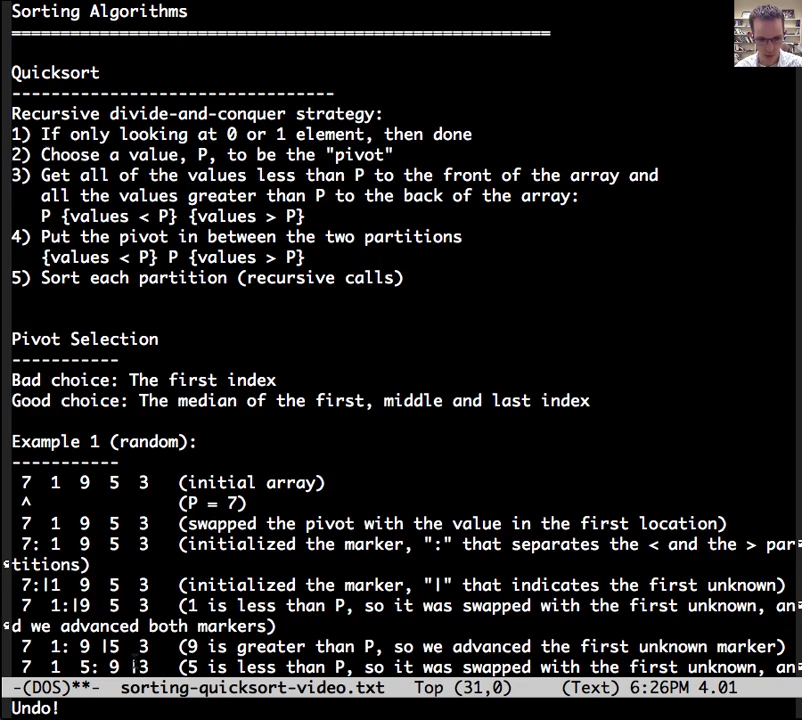 Sorting Algorithms
=======================================================
Quicksort
---------------------------------
Recursive divide-and-conquer strategy:
1) If only looking at 0 or 1 element, then done
2) Choose a value, P, to be the "pivot"
3) Get all of the values less than P to the front of the array and
   all the values greater than P to the back of the array:
   P {values < P} {values > P}
4) Put the pivot in between the two partitions
   {values < P} P {values > P}
5) Sort each partition (recursive calls)
Pivot Selection
-----------
Bad choice: The first index
Good choice: The median of the first, middle and last index
Example 1 (random):
-----------
 7  1  9  5  3   (initial array)
 ^               (P = 7)
 7  1  9  5  3   (swapped the pivot with the value in the first location)
 7: 1  9  5  3   (initialized the marker, ":" that separates the < and the > par
titions)
 7:|1  9  5  3   (initialized the marker, "|" that indicates the first unknown)
 7  1:|9  5  3   (1 is less than P, so it was swapped with the first unknown, an
d we advanced both markers)
 7  1: 9 |5  3   (9 is greater than P, so we advanced the first unknown marker)
 7  1  5: 9 |3   (5 is less than P, so it was swapped with the first unknown, an
-(DOS)**-  sorting-quicksort-video.txt   Top (31,0)     (Text) 6:26PM 4.01
Undo!